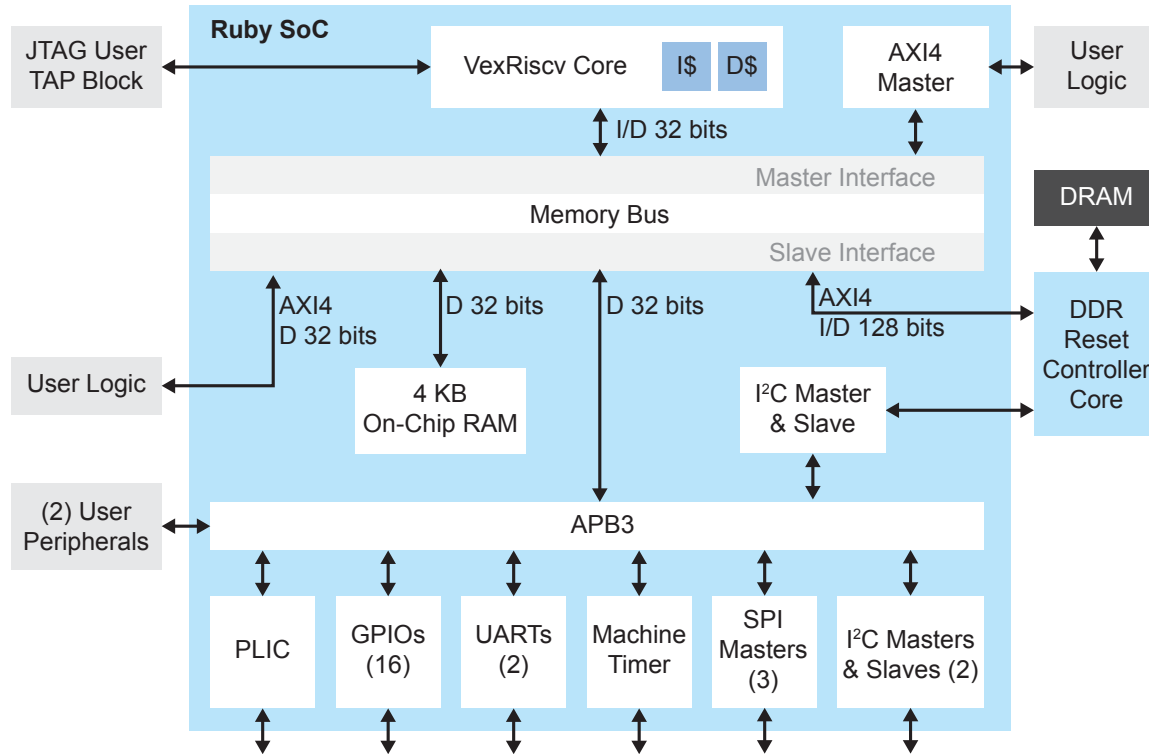 Ruby SoC
JTAG User
TAP Block
VexRiscv Core
I$
D$
AXI4
Master
User
Logic
I/D 32 bits
Master Interface
Memory Bus
Slave Interface
DRAM
AXI4
D 32 bits
D 32 bits
D 32 bits
AXI4
I/D 128 bits
DDR
Reset
Controller
Core
User Logic
4 KB
On-Chip RAM
I²C Master
& Slave
(2) User
Peripherals
APB3
PLIC
GPIOs
(16)
UARTs
(2)
Machine
Timer
SPI
Masters
(3)
I²C Masters
& Slaves (2)